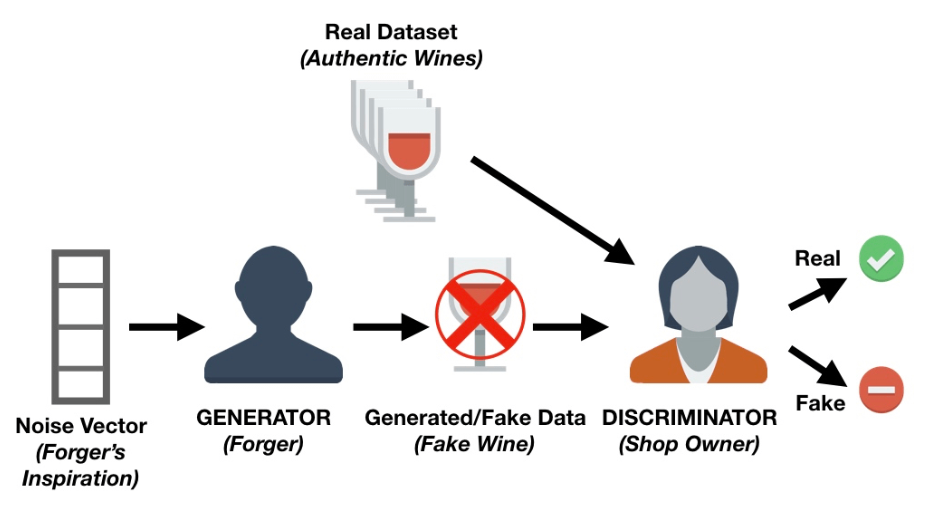 Real Dataset
(Authentic Wines)
Real
Fake
Noise Vector
(Forger's
Inspiration)
GENERATOR
(Forger)
Generated/Fake Data
(Fake Wine)
DISCRIMINATOR
(Shop Owner)